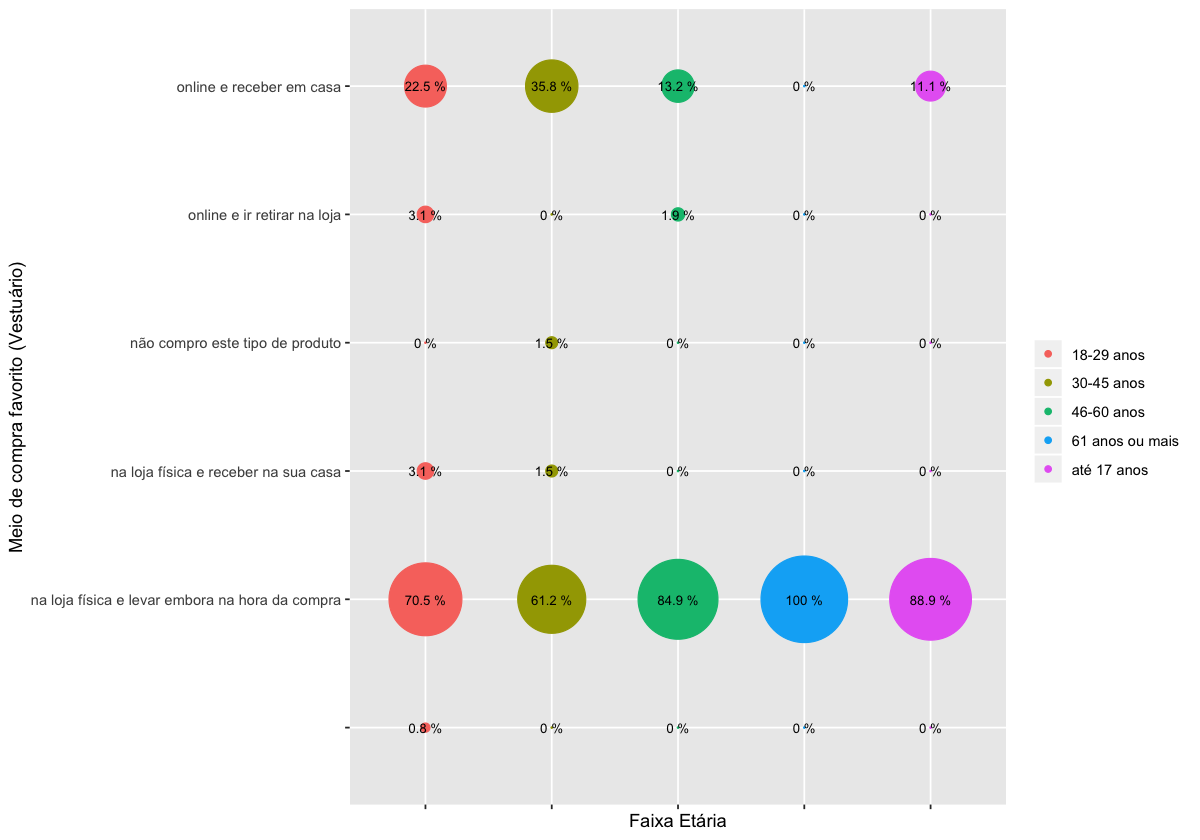 Meio de compra favorito (Vestuário)
online e receber em casa
22.5 % 35.8 % 13.2 % 0 % 11.1 %
online e ir retirar na loja
3.1 % 0 % 1.9 % 0 % 0 %
não compro este tipo de produto
0 % 1.5 % 0 % 0 % 0 %
na loja física e receber na sua casa
3.1 % 1.5 % 0 % 0 % 0 %
na loja física e levar embora na hora da compra
70.5 % 61.2 % 84.9 % 100 % 88.9 %
0.8 % 0 % 0 % 0 % 0 %
Faixa Etária
18-29 anos
30-45 anos
46-60 anos
61 anos ou mais
até 17 anos